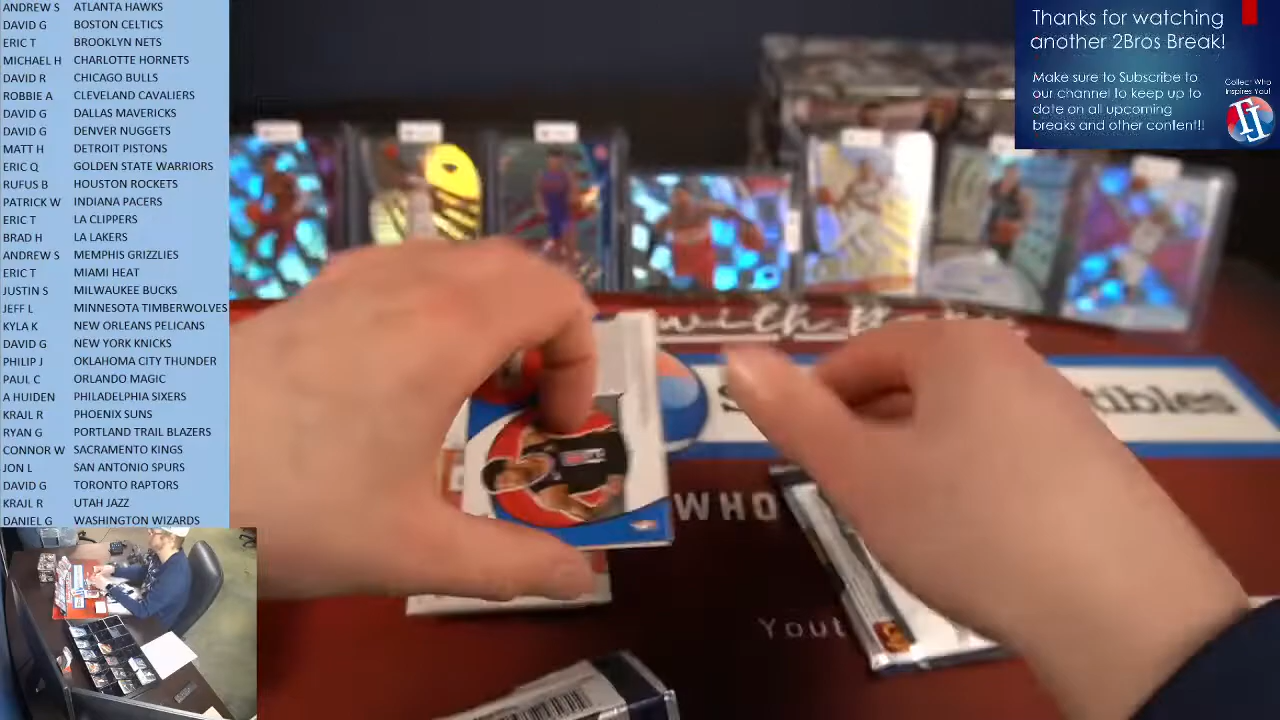 ANDREW S ATLANTA HAWKS
DAVID G BOSTON CELTICS
ERIC T BROOKLYN NETS
MICHAEL H CHARLOTTE HORNETS
DAVID R CHICAGO BULLS
ROBBIE A CLEVELAND CAVALIERS
DAVID G DALLAS MAVERICKS
DAVID G DENVER NUGGETS
MATT H DETROIT PISTONS
ERIC Q GOLDEN STATE WARRIORS
RUFUS B HOUSTON ROCKETS
PATRICK W INDIANA PACERS
ERIC T LA CLIPPERS
BRAD H LA LAKERS
ANDREW S MEMPHIS GRIZZLIES
ERIC T MIAMI HEAT
JUSTIN S MILWAUKEE BUCKS
JEFF L MINNESOTA TIMBERWOLVES
KYLA K NEW ORLEANS PELICANS
DAVID G NEW YORK KNICKS
PHILIP J OKLAHOMA CITY THUNDER
PAUL C ORLANDO MAGIC
A HUIDEN PHILADELPHIA SIXERS
KRAIL R PHOENIX SUNS
RYAN G PORTLAND TRAIL BLAZERS
CONNOR W SACRAMENTO KINGS
JON L SAN ANTONIO SPURS
DAVID G TORONTO RAPTORS
KRAIL R UTAH JAZZ
DANIEL G WASHINGTON WIZARDS
Thanks for watching
another 2Bros Break!
Make sure to Subscribe to
our channel to keep up to
date on all upcoming
breaks and other content!!
Collect Who
Inspires You!
with
WHO
Yout